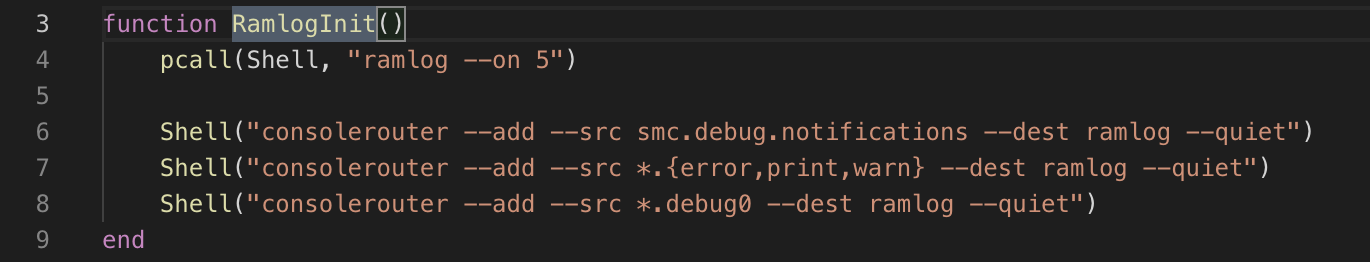 3 function RamlogInit()
4 pcall(Shell, "ramlog --on 5")
5
6 Shell("consolerouter --add --src smc.debug.notifications --dest ramlog --quiet")
7 Shell("consolerouter --add --src *.{error,print,warn} --dest ramlog --quiet")
8 Shell("consolerouter --add --src *.debug0 --dest ramlog --quiet")
9 end